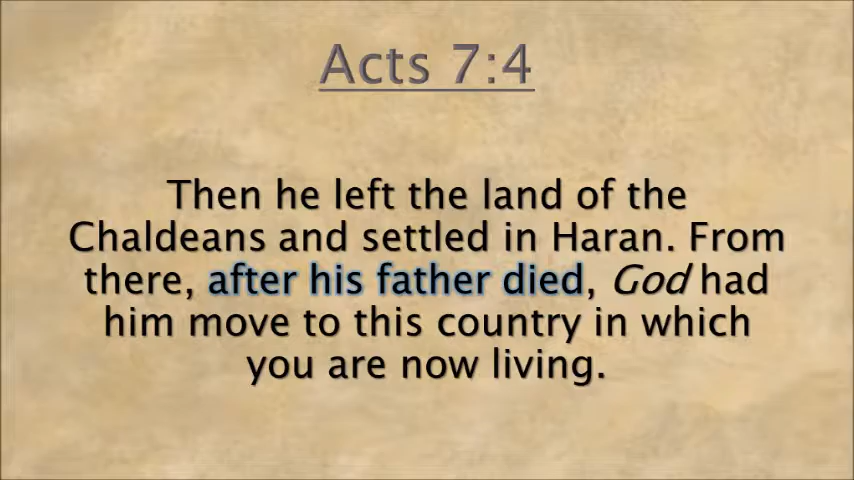 Acts 7:4
Then he left the land of the
Chaldeans and settled in Haran. From
there, after his father died, God had
him move to this country in which
you are now living.